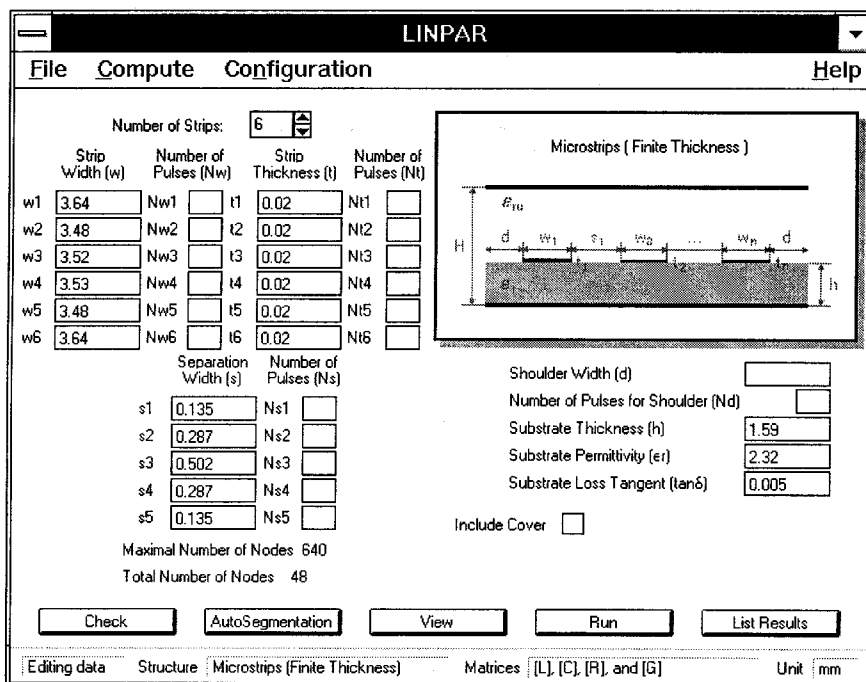 LINPAR
File Compute Configuration Help
Number of Strips: 6
Strip Width (w) Number of Pulses (Nw) Strip Thickness (t) Number of Pulses (Nt)
w1 3.64 Nw1 t1 0.02 Nt1
w2 3.48 Nw2 t2 0.02 Nt2
w3 3.52 Nw3 t3 0.02 Nt3
w4 3.53 Nw4 t4 0.02 Nt4
w5 3.48 Nw5 t5 0.02 Nt5
w6 3.64 Nw6 t6 0.02 Nt6
Separation Width (s) Number of Pulses (Ns)
s1 0.135 Ns1
s2 0.287 Ns2
s3 0.502 Ns3
s4 0.287 Ns4
s5 0.135 Ns5
Maximal Number of Nodes 640
Total Number of Nodes 48
Microstrips ( Finite Thickness )
εru
H d w1 s1 w2 ... wn d
t2
h
Shoulder Width (d)
Number of Pulses for Shoulder (Nd)
Substrate Thickness (h) 1.59
Substrate Permittivity (er) 2.32
Substrate Loss Tangent (tanδ) 0.005
Include Cover
Check AutoSegmentation View Run List Results
Editing data Structure Microstrips (Finite Thickness) Matrices [L], [C], [R], and [G] Unit mm